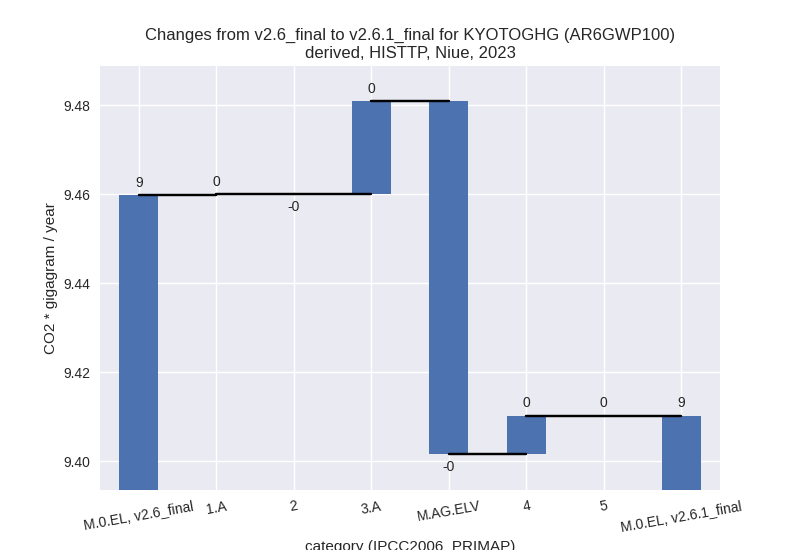 Changes from v2.6_final to v2.6.1_final for KYOTOGHG (AR6GWP100)
derived, HISTTP, Niue, 2023
CO2 * gigagram / year
9.48
9.46
9.44
9.42
9.40
9
0
-0
0
-0
0
0
9
M.0.EL, v2.6_final
1.A
2
3.A
M.AG.ELV
4
5
M.0.EL, v2.6.1_final
category (IPCC2006_PRIMAP)